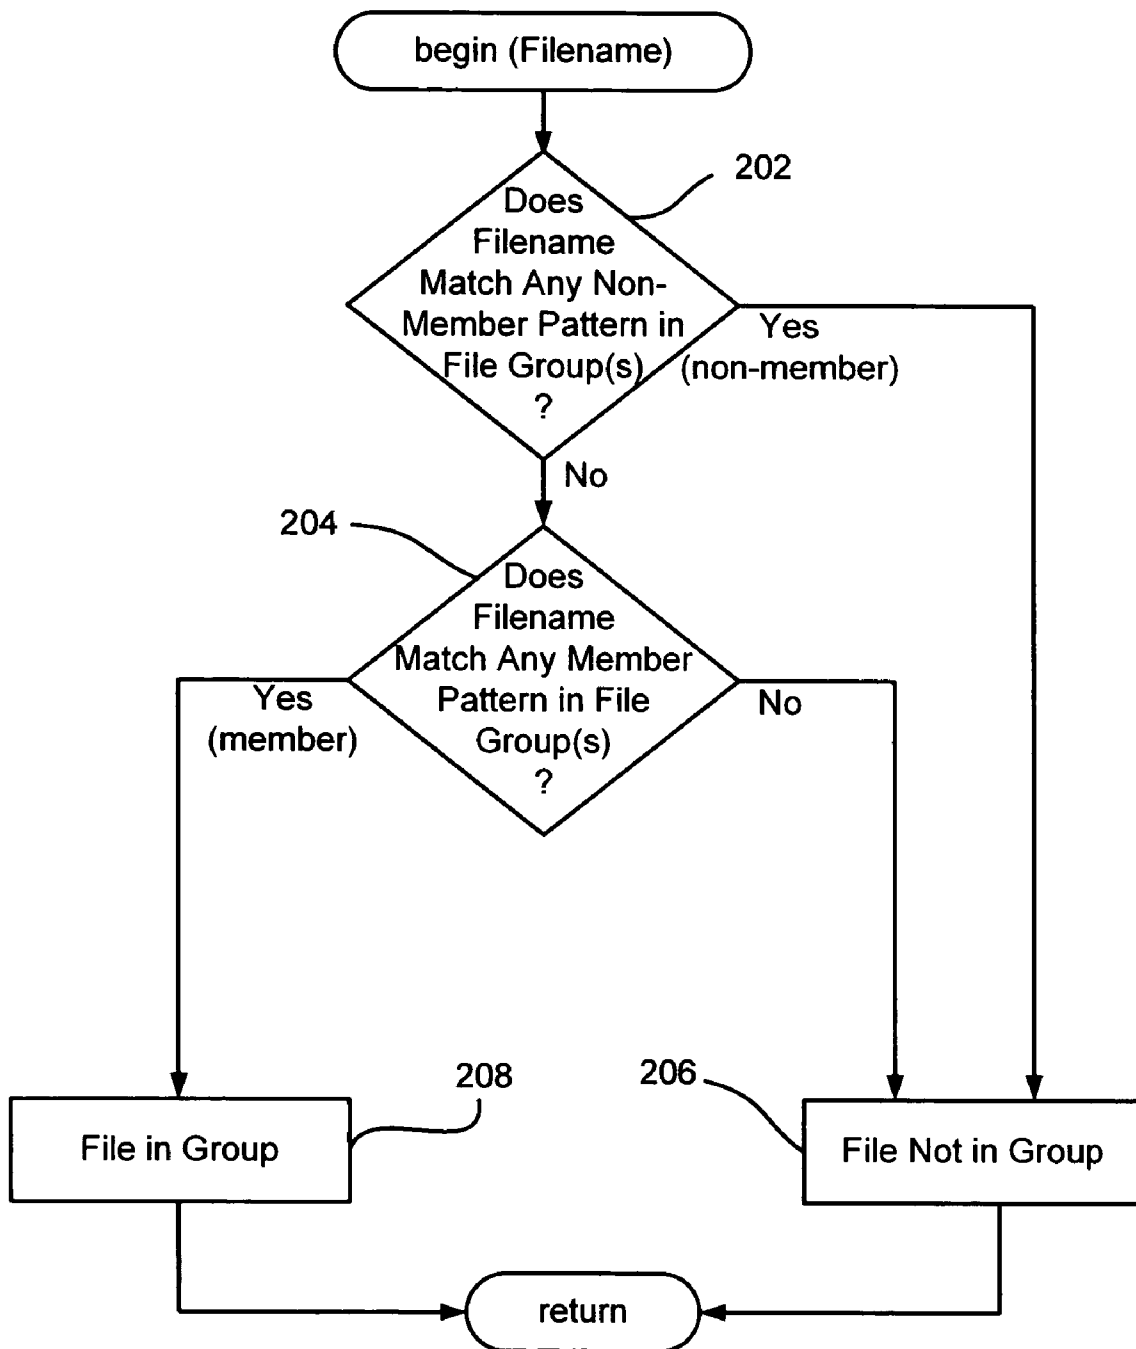 begin (Filename)
202
Does
Filename
Match Any Non-
Member Pattern in
File Group(s)
?
Yes
(non-member)
No
204
Does
Filename
Match Any Member
Pattern in File
Group(s)
?
Yes
(member)
No
208
206
File in Group
File Not in Group
return